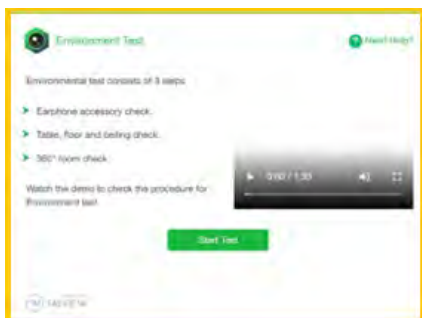 Environment Test
Need Help?
Environmental test consists of 3 steps
Earphone accessory check.
Table, floor and ceiling check.
360° room check
Watch the demo to check the procedure for
Environment test
0:00 / 1:33
Start Test